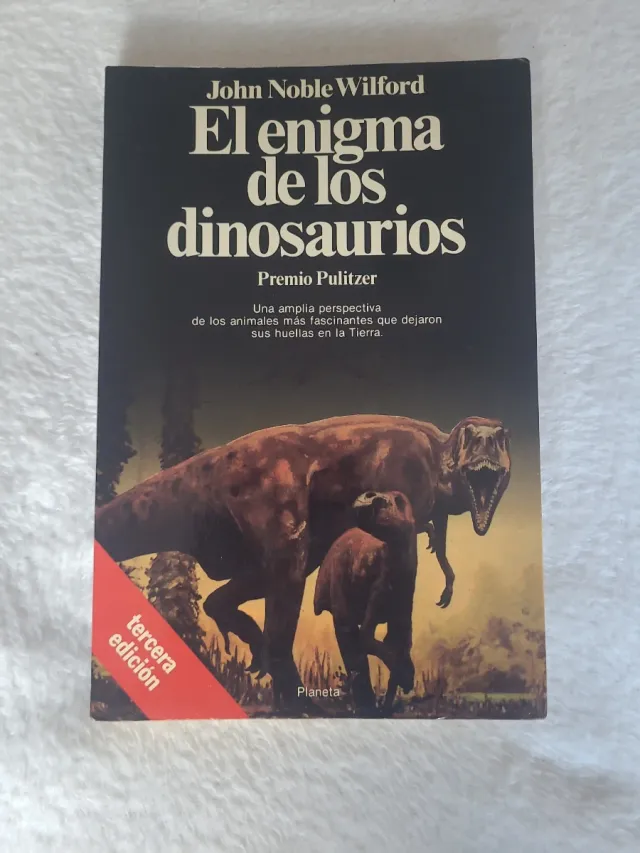 John Noble Wilford
El enigma
de los
dinosaurios
Premio Pulitzer
Una amplia perspectiva
de los animales más fascinantes que dejaron
sus huellas en la Tierra.
tercera
edición
Planeta